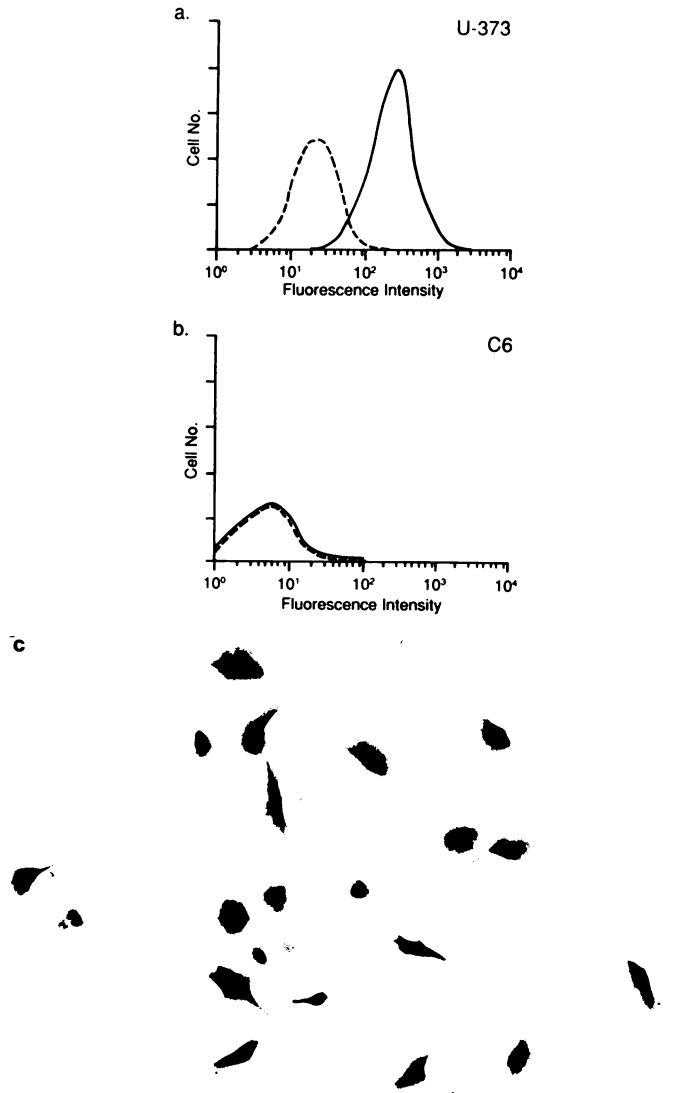 a.
U-373
Cell No.
10⁰ 10¹ 10² 10³ 10⁴
Fluorescence Intensity
b.
C6
Cell No.
10⁰ 10¹ 10² 10³ 10⁴
Fluorescence Intensity
c